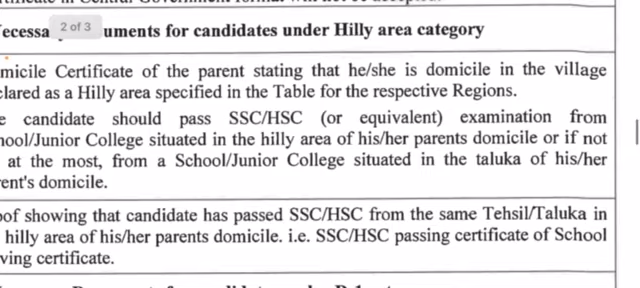 2 of 3
uments for candidates under Hilly area category
micile Certificate of the parent stating that he/she is domicile in the village
lared as a Hilly area specified in the Table for the respective Regions.
e candidate should pass SSC/HSC (or equivalent) examination from
hool/Junior College situated in the hilly area of his/her parents domicile or if not
at the most, from a School/Junior College situated in the taluka of his/her
ent's domicile.
oof showing that candidate has passed SSC/HSC from the same Tehsil/Taluka in
hilly area of his/her parents domicile. i.e. SSC/HSC passing certificate of School
ving certificate.